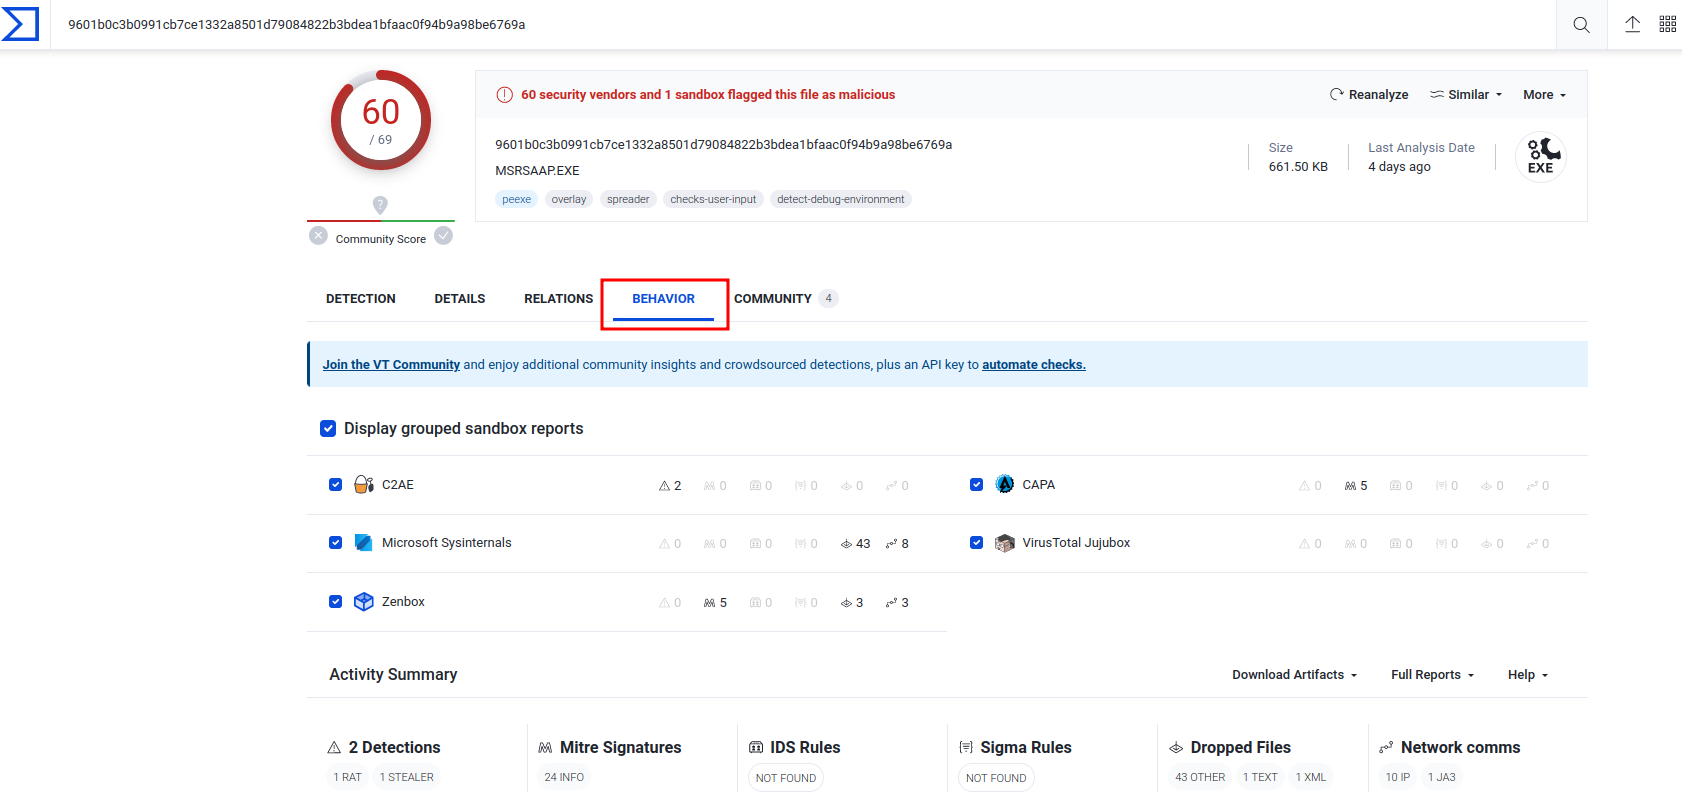 9601b0c3b0991cb7ce1332a8501d79084822b3bdea1bfaac0f94b9a98be6769a
60
/ 69
?
Community Score
60 security vendors and 1 sandbox flagged this file as malicious
Reanalyze Similar More
9601b0c3b0991cb7ce1332a8501d79084822b3bdea1bfaac0f94b9a98be6769a
MSRSAAP.EXE
peexe overlay spreader checks-user-input detect-debug-environment
Size
661.50 KB
Last Analysis Date
4 days ago
EXE
DETECTION DETAILS RELATIONS BEHAVIOR COMMUNITY 4
Join the VT Community and enjoy additional community insights and crowdsourced detections, plus an API key to automate checks.
Display grouped sandbox reports
C2AE 2 0 0 0 0 0
CAPA 0 5 0 0 0 0
Microsoft Sysinternals 0 0 0 0 43 8
VirusTotal Jujubox 0 0 0 0 0 0
Zenbox 0 5 0 0 3 3
Activity Summary
Download Artifacts Full Reports Help
2 Detections
1 RAT 1 STEALER
Mitre Signatures
24 INFO
IDS Rules
NOT FOUND
Sigma Rules
NOT FOUND
Dropped Files
43 OTHER 1 TEXT 1 XML
Network comms
10 IP 1 JA3